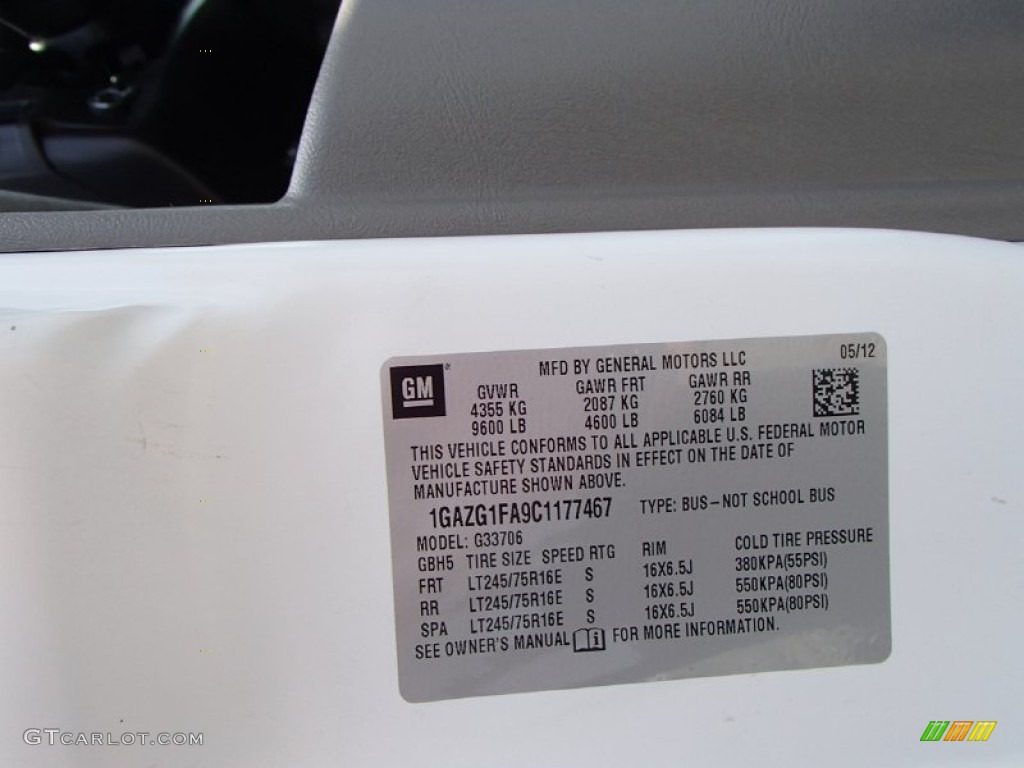 05/12
GM ® MFD BY GENERAL MOTORS LLC
GVWR GAWR FRT GAWR RR
4355 KG 2087 KG 2760 KG
9600 LB 4600 LB 6084 LB
THIS VEHICLE CONFORMS TO ALL APPLICABLE U.S. FEDERAL MOTOR
VEHICLE SAFETY STANDARDS IN EFFECT ON THE DATE OF
MANUFACTURE SHOWN ABOVE.
1GAZG1FA9C1177467 TYPE: BUS-NOT SCHOOL BUS
MODEL: G33706
GBH5 TIRE SIZE SPEED RTG RIM COLD TIRE PRESSURE
FRT LT245/75R16E S 16X6.5J 380KPA(55PSI)
RR LT245/75R16E S 16X6.5J 550KPA(80PSI)
SPA LT245/75R16E S 16X6.5J 550KPA(80PSI)
SEE OWNER'S MANUAL FOR MORE INFORMATION.
GTCARLOT.COM